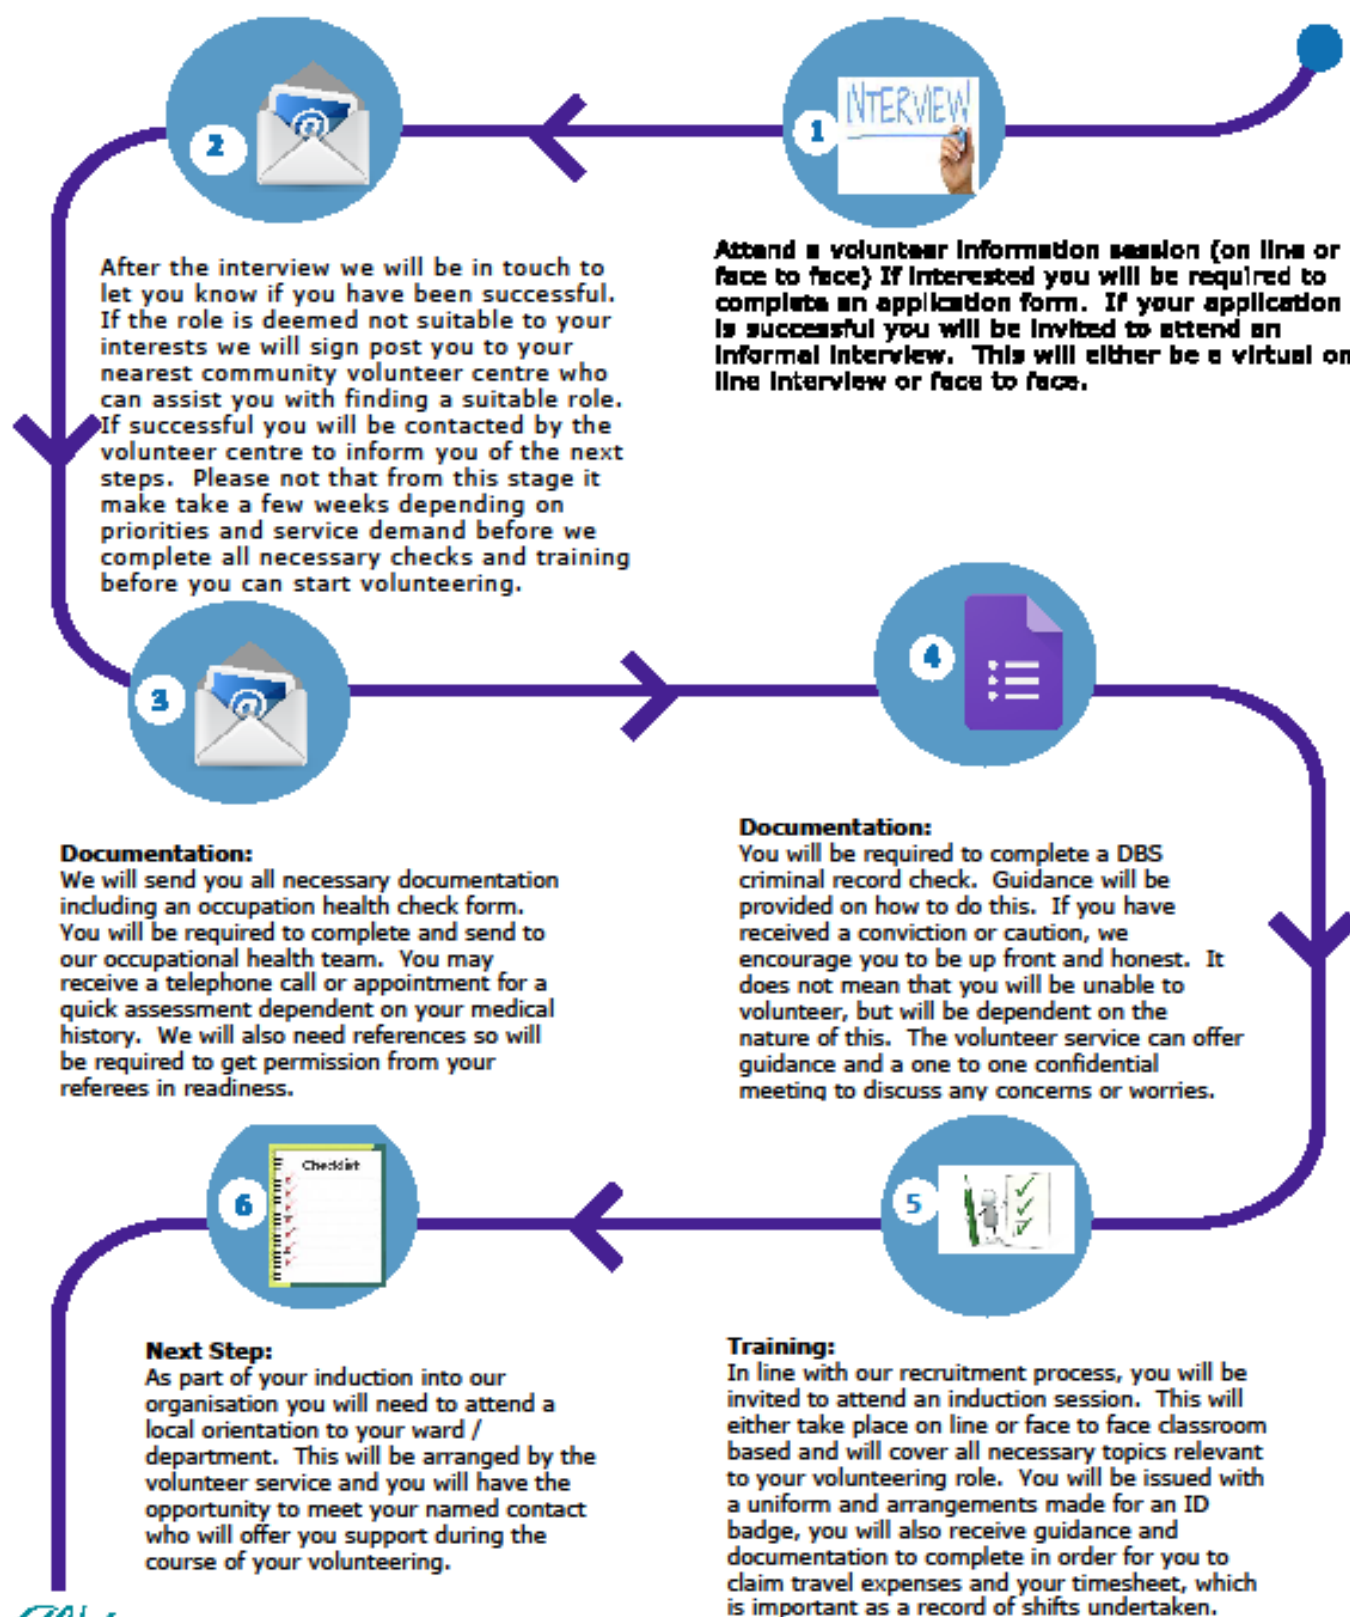 INTERVIEW
1
Attend a volunteer information session (on line or
face to face) If interested you will be required to
complete an application form.  If your application
is successful you will be invited to attend an
informal interview.  This will either be a virtual on
line interview or face to face.
2
After the interview we will be in touch to
let you know if you have been successful.
If the role is deemed not suitable to your
interests we will sign post you to your
nearest community volunteer centre who
can assist you with finding a suitable role.
If successful you will be contacted by the
volunteer centre to inform you of the next
steps.  Please not that from this stage it
make take a few weeks depending on
priorities and service demand before we
complete all necessary checks and training
before you can start volunteering.
3
Documentation:
We will send you all necessary documentation
including an occupation health check form.
You will be required to complete and send to
our occupational health team.  You may
receive a telephone call or appointment for a
quick assessment dependent on your medical
history.  We will also need references so will
be required to get permission from your
referees in readiness.
4
Documentation:
You will be required to complete a DBS
criminal record check.  Guidance will be
provided on how to do this.  If you have
received a conviction or caution, we
encourage you to be up front and honest.  It
does not mean that you will be unable to
volunteer, but will be dependent on the
nature of this.  The volunteer service can offer
guidance and a one to one confidential
meeting to discuss any concerns or worries.
5
Training:
In line with our recruitment process, you will be
invited to attend an induction session.  This will
either take place on line or face to face classroom
based and will cover all necessary topics relevant
to your volunteering role.  You will be issued with
a uniform and arrangements made for an ID
badge, you will also receive guidance and
documentation to complete in order for you to
claim travel expenses and your timesheet, which
is important as a record of shifts undertaken.
6
Checklist
Next Step:
As part of your induction into our
organisation you will need to attend a
local orientation to your ward /
department.  This will be arranged by the
volunteer service and you will have the
opportunity to meet your named contact
who will offer you support during the
course of your volunteering.